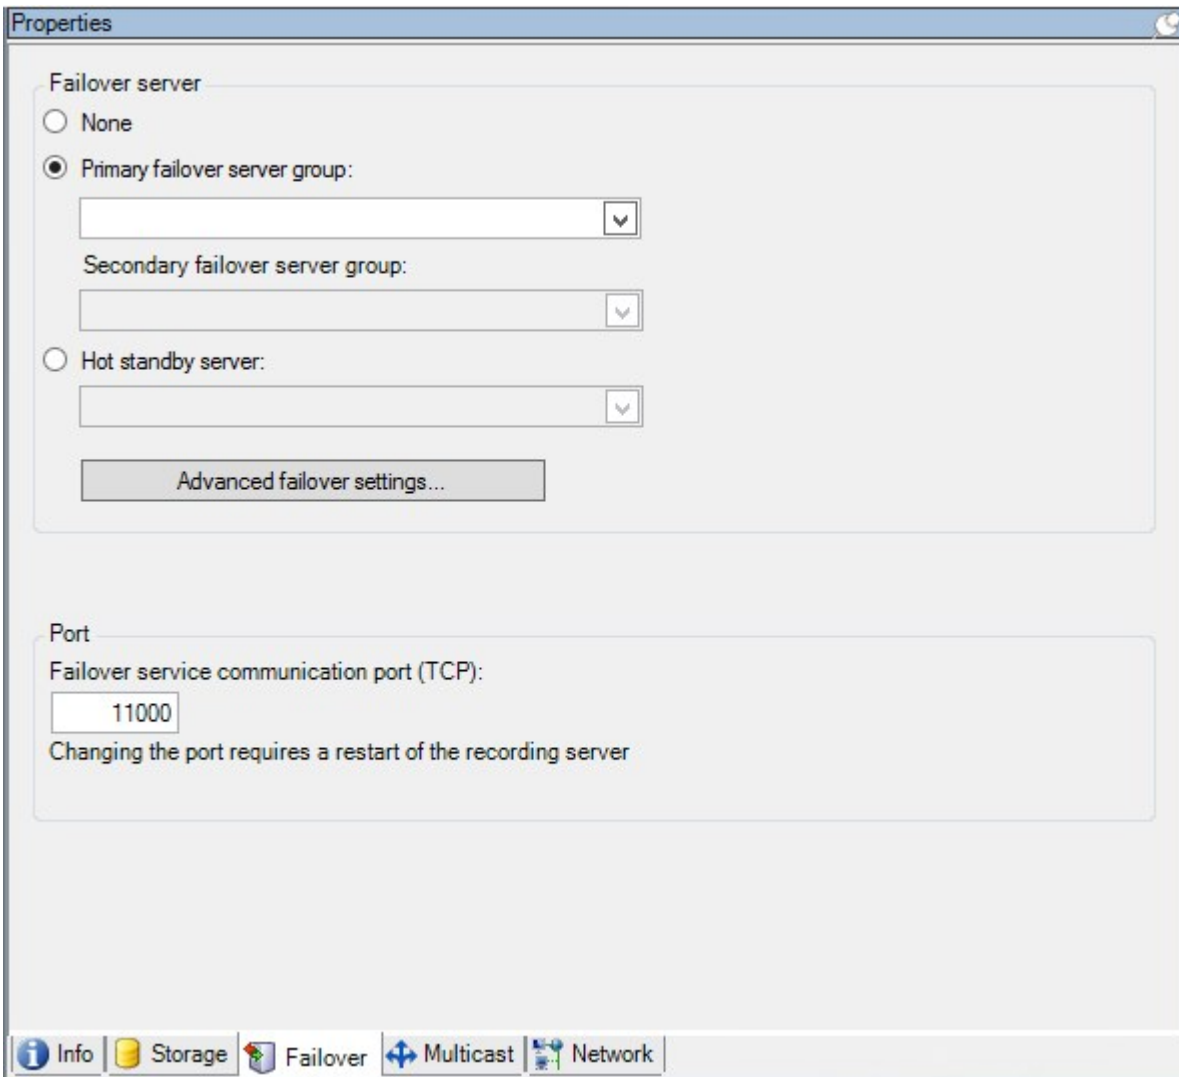 Properties
Failover server
None
Primary failover server group:
Secondary failover server group:
Hot standby server:
Advanced failover settings...
Port
Failover service communication port (TCP):
11000
Changing the port requires a restart of the recording server
Info Storage Failover Multicast Network